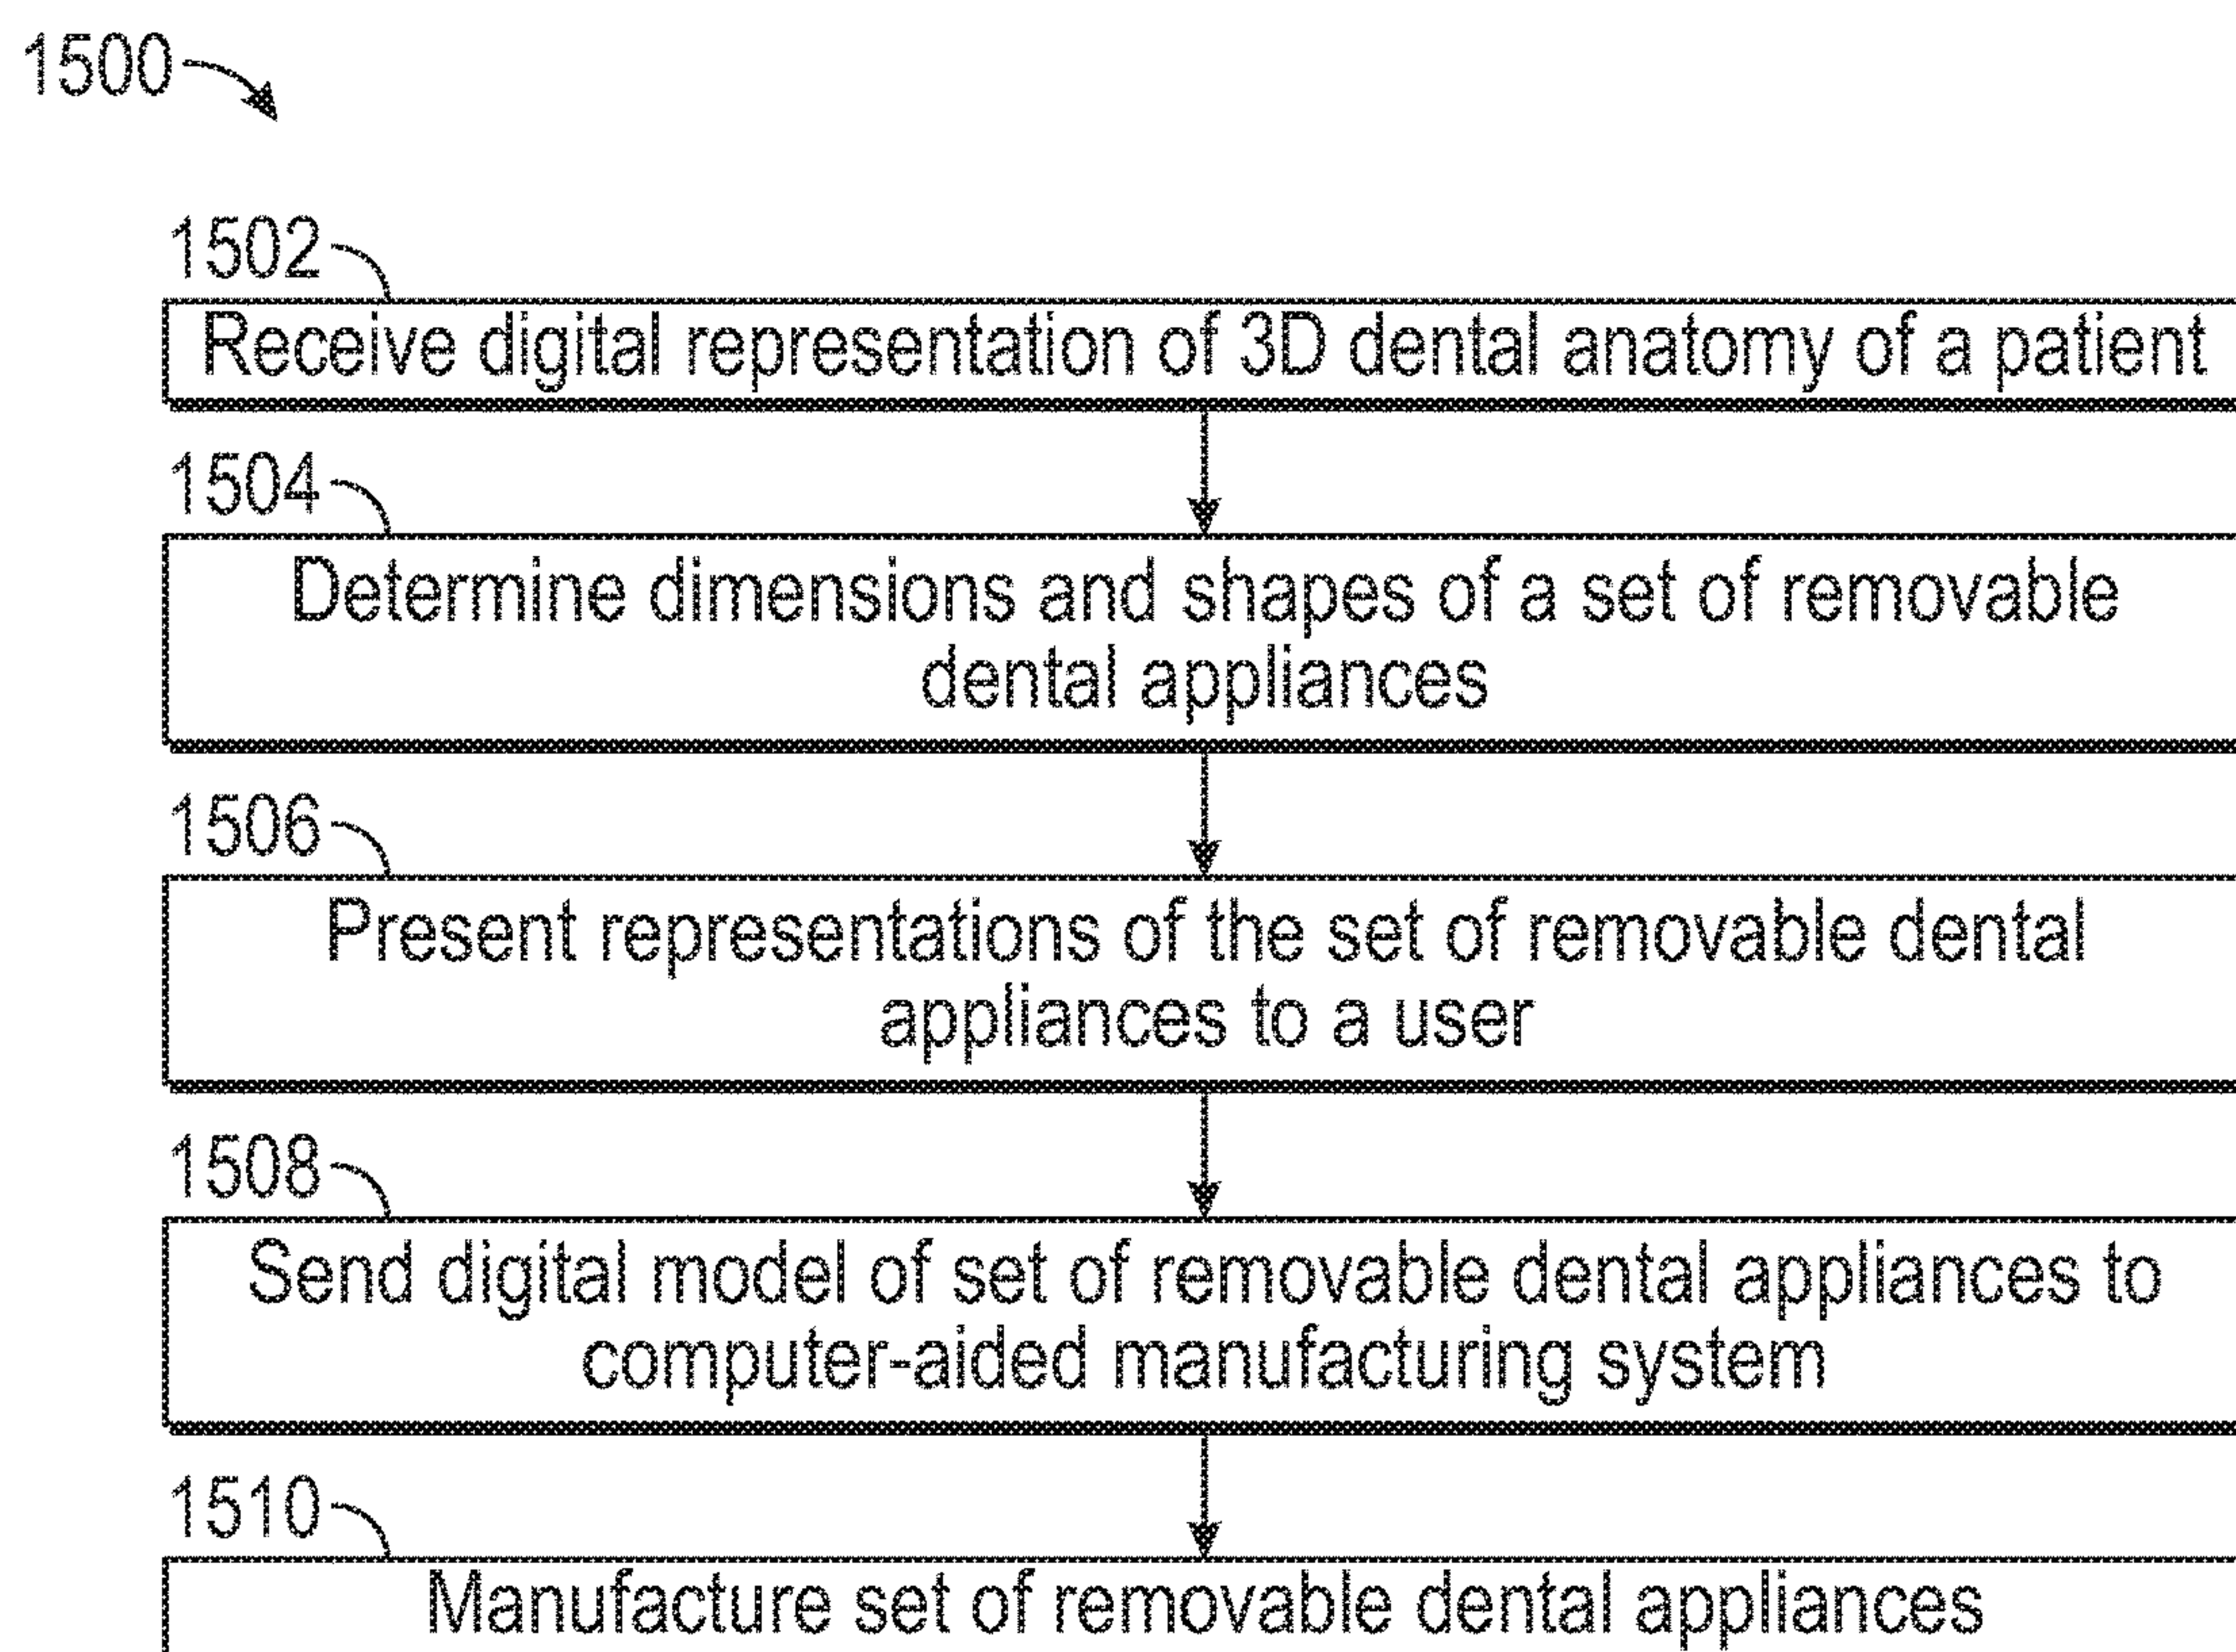 1500
1502
Receive digital representation of 3D dental anatomy of a patient
1504
Determine dimensions and shapes of a set of removable
dental appliances
1506
Present representations of the set of removable dental
appliances to a user
1508
Send digital model of set of removable dental appliances to
computer-aided manufacturing system
1510
Manufacture set of removable dental appliances